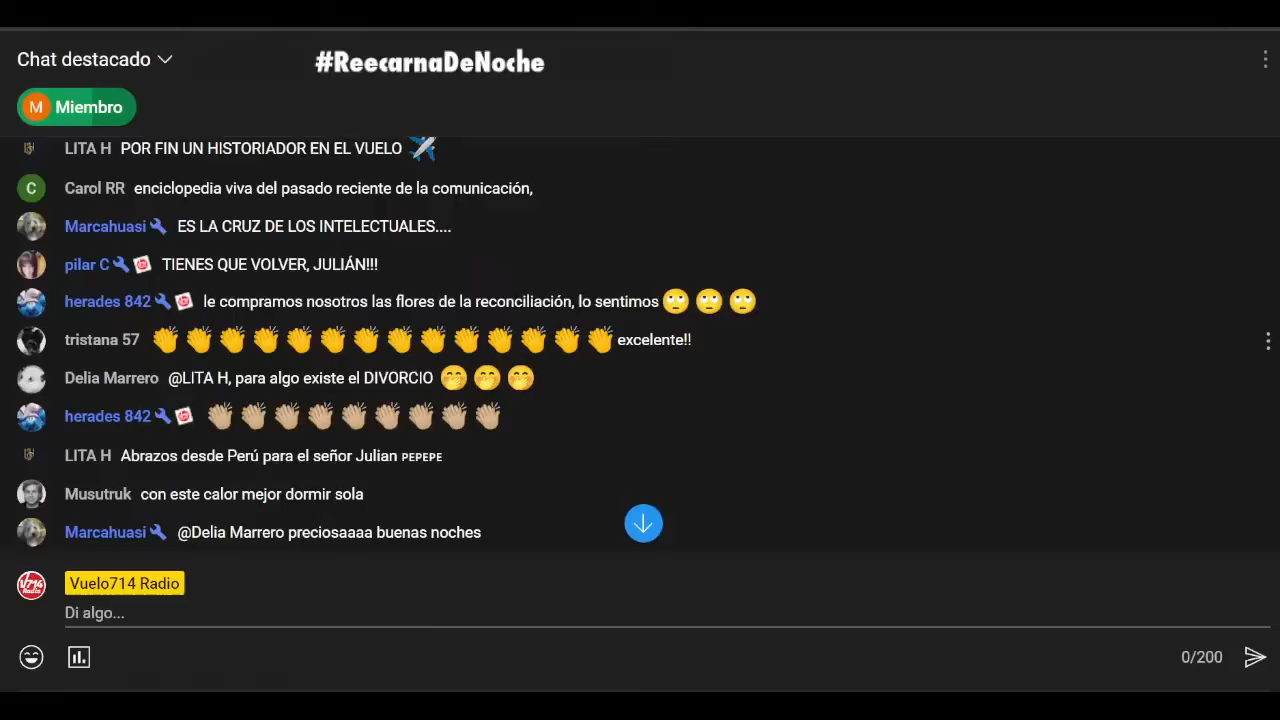 Chat destacado
#ReecarnaDeNoche
M Miembro
LITA H POR FIN UN HISTORIADOR EN EL VUELO ✈️
C Carol RR enciclopedia viva del pasado reciente de la comunicación,
Marcahuasi ES LA CRUZ DE LOS INTELECTUALES....
pilar C TIENES QUE VOLVER, JULIÁN!!!
herades 842 le compramos nosotros las flores de la reconciliación, lo sentimos 🙄 🙄 🙄
tristana 57 👏 👏 👏 👏 👏 👏 👏 👏 👏 👏 👏 👏 👏 👏 excelente!!
Delia Marrero @LITA H, para algo existe el DIVORCIO 🤭 🤭 🤭
herades 842 👏🏼 👏🏼 👏🏼 👏🏼 👏🏼 👏🏼 👏🏼 👏🏼 👏🏼
LITA H Abrazos desde Perú para el señor Julian ᴘᴇᴘᴇᴘᴇ
Musutruk con este calor mejor dormir sola
Marcahuasi @Delia Marrero preciosaaaa buenas noches
V714 Radio Vuelo714 Radio
Di algo...
0/200